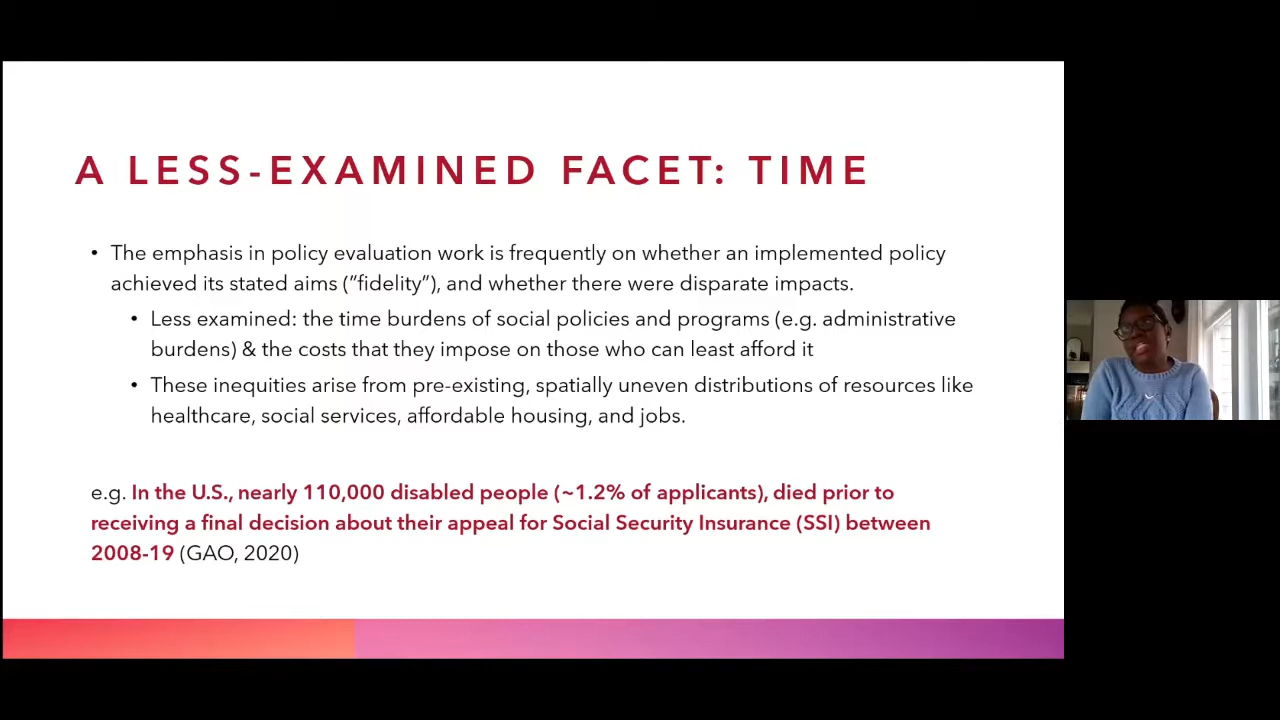 A LESS-EXAMINED FACET: TIME
• The emphasis in policy evaluation work is frequently on whether an implemented policy
achieved its stated aims (“fidelity”), and whether there were disparate impacts.
• Less examined: the time burdens of social policies and programs (e.g. administrative
burdens) & the costs that they impose on those who can least afford it
• These inequities arise from pre-existing, spatially uneven distributions of resources like
healthcare, social services, affordable housing, and jobs.
e.g. In the U.S., nearly 110,000 disabled people (~1.2% of applicants), died prior to
receiving a final decision about their appeal for Social Security Insurance (SSI) between
2008-19 (GAO, 2020)